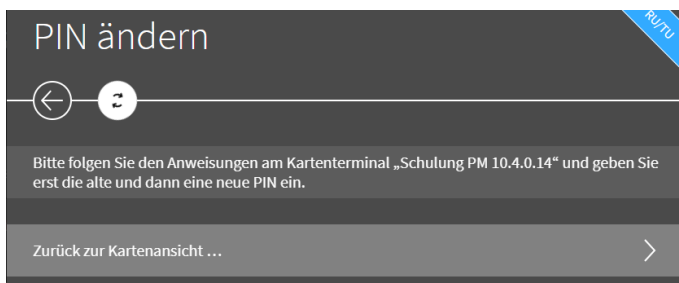 PIN ändern
RU/TU
Bitte folgen Sie den Anweisungen am Kartenterminal „Schulung PM 10.4.0.14“ und geben Sie
erst die alte und dann eine neue PIN ein.
Zurück zur Kartenansicht ...